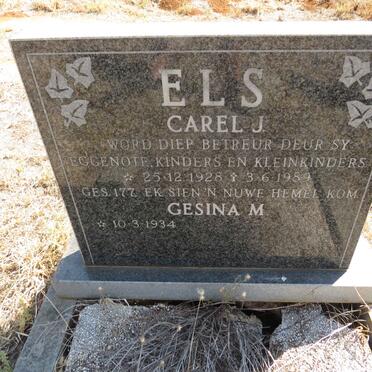 ELS
CAREL J.
WORD DIEP BETREUR DEUR SY
EGGENOTE, KINDERS EN KLEINKINDERS
☆ 25·12·1928 ✞ 3·6·1989
GES. 177 EK SIEN 'N NUWE HEMEL KOM
GESINA M
☆ 10·3·1934